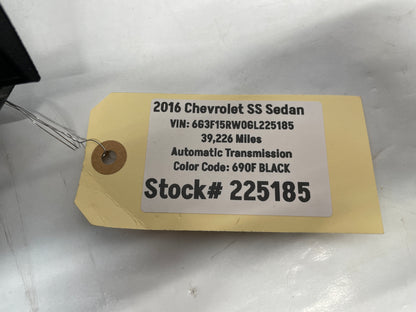 2016 Chevrolet SS Sedan
VIN: 6G3F15RW0GL225185
39,226 Miles
Automatic Transmission
Color Code: 690F BLACK
Stock# 225185